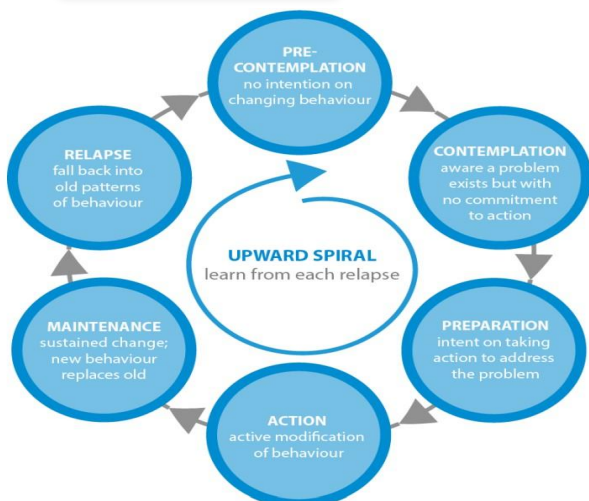 PRE-
CONTEMPLATION
no intention on
changing behaviour
CONTEMPLATION
aware a problem
exists but with
no commitment
to action
PREPARATION
intent on taking
action to address
the problem
ACTION
active modification
of behaviour
MAINTENANCE
sustained change;
new behaviour
replaces old
RELAPSE
fall back into
old patterns
of behaviour
UPWARD SPIRAL
learn from each relapse